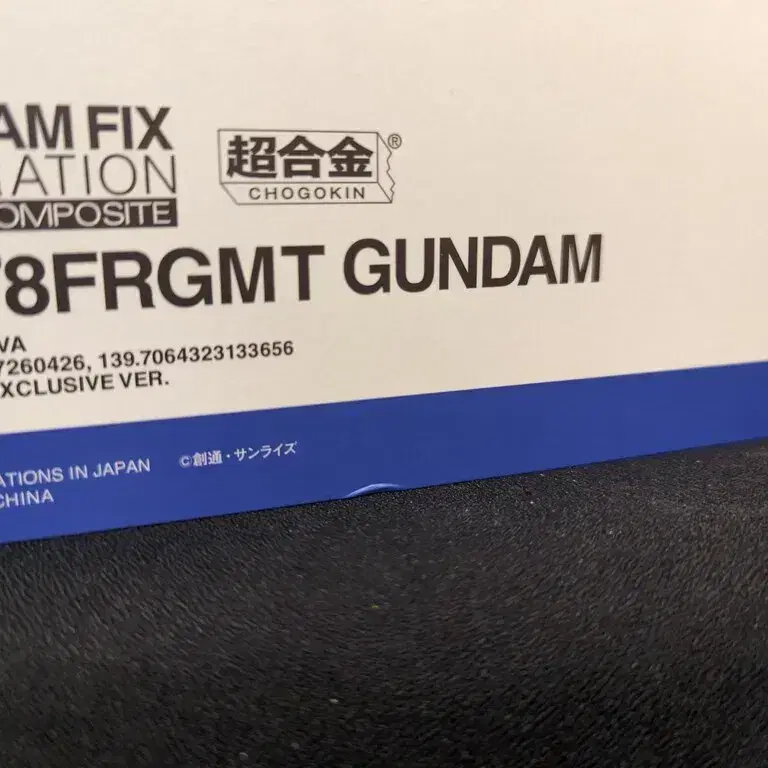 AM FIX
ATION
OMPOSITE
超合金®
CHOGOKIN
78FRGMT GUNDAM
VA
7260426, 139.7064323133656
XCLUSIVE VER.
ATIONS IN JAPAN
©創通・サンライズ
CHINA